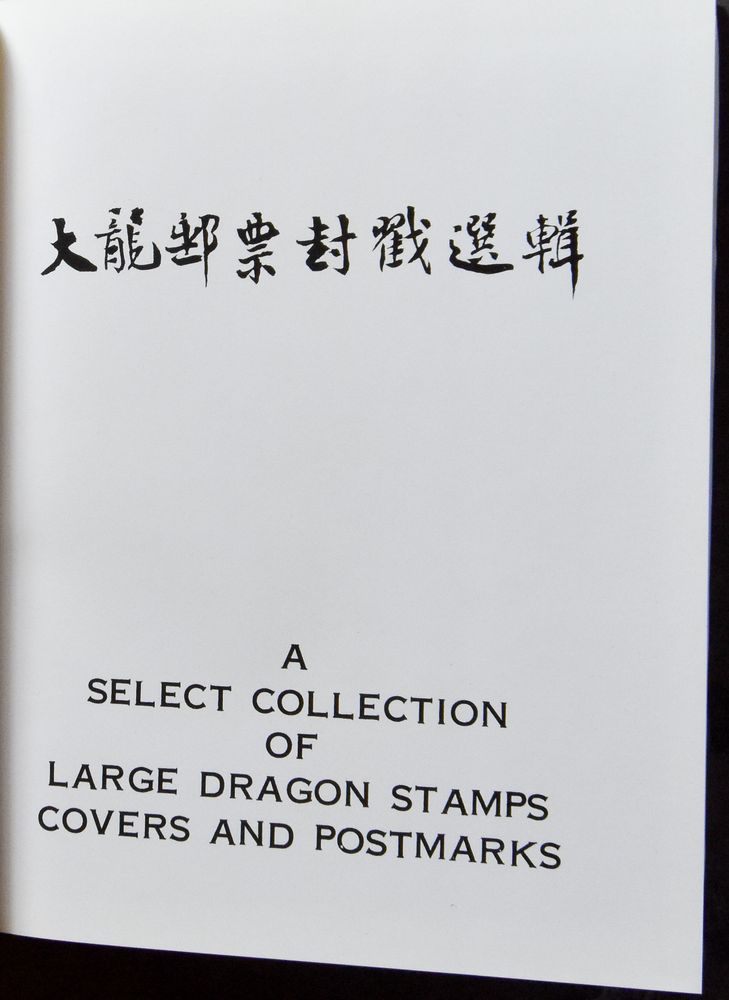 大龍郵票封戳選輯
A
SELECT COLLECTION
OF
LARGE DRAGON STAMPS
COVERS AND POSTMARKS